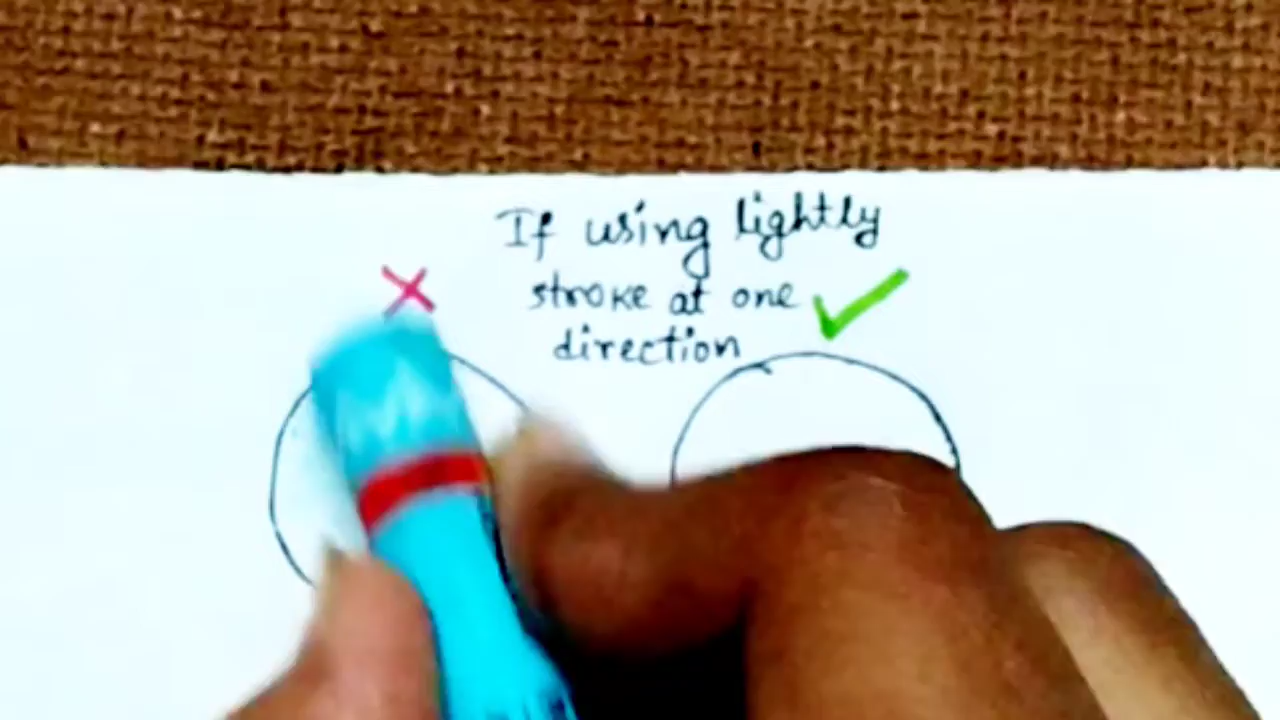 If using lightly
stroke at one
direction